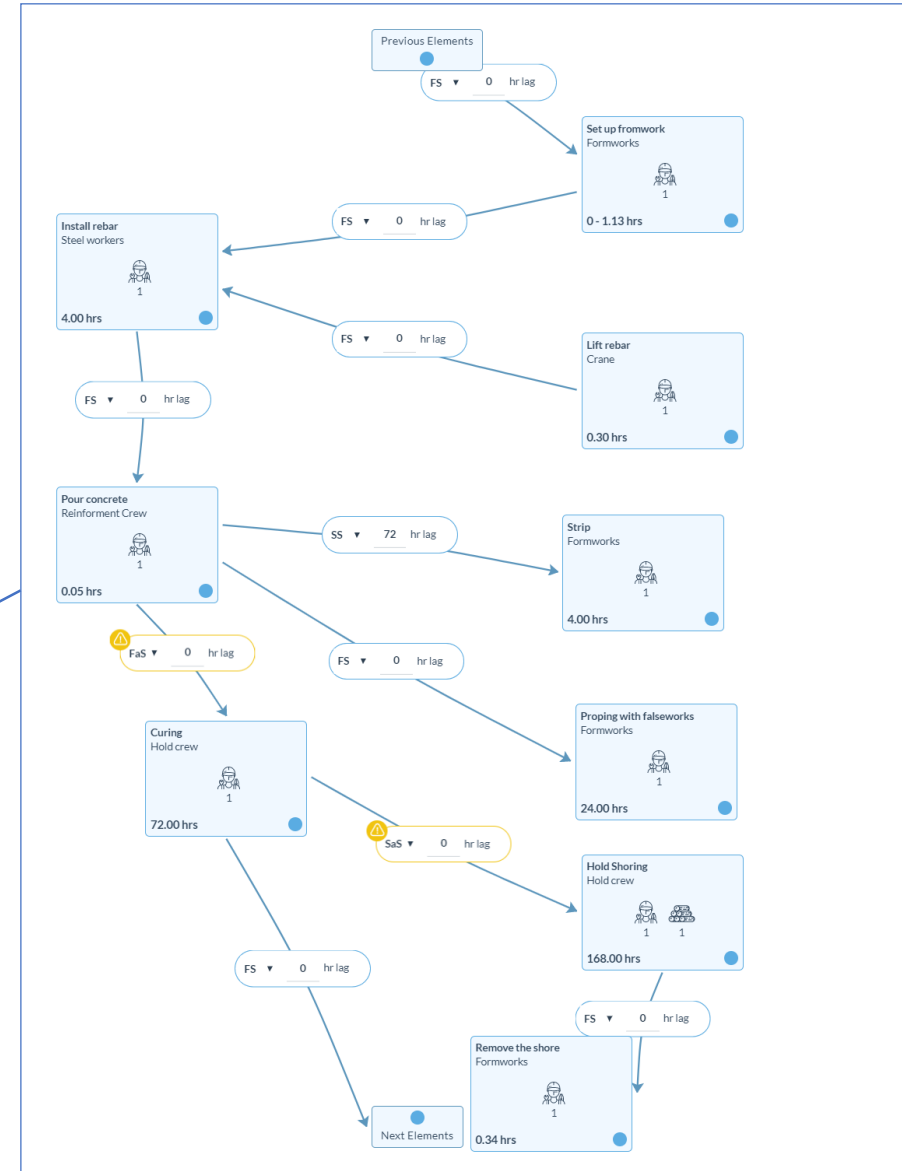 Previous Elements
FS ▼ 0 hr lag
Set up fromwork
Formworks
1
0 - 1.13 hrs
FS ▼ 0 hr lag
Install rebar
Steel workers
1
4.00 hrs
FS ▼ 0 hr lag
Lift rebar
Crane
1
0.30 hrs
FS ▼ 0 hr lag
Pour concrete
Reinforment Crew
1
0.05 hrs
SS ▼ 72 hr lag
Strip
Formworks
1
4.00 hrs
FaS ▼ 0 hr lag
FS ▼ 0 hr lag
Curing
Hold crew
1
72.00 hrs
Proping with falseworks
Formworks
1
24.00 hrs
SaS ▼ 0 hr lag
Hold Shoring
Hold crew
1 1
168.00 hrs
FS ▼ 0 hr lag
FS ▼ 0 hr lag
Remove the shore
Formworks
1
0.34 hrs
Next Elements